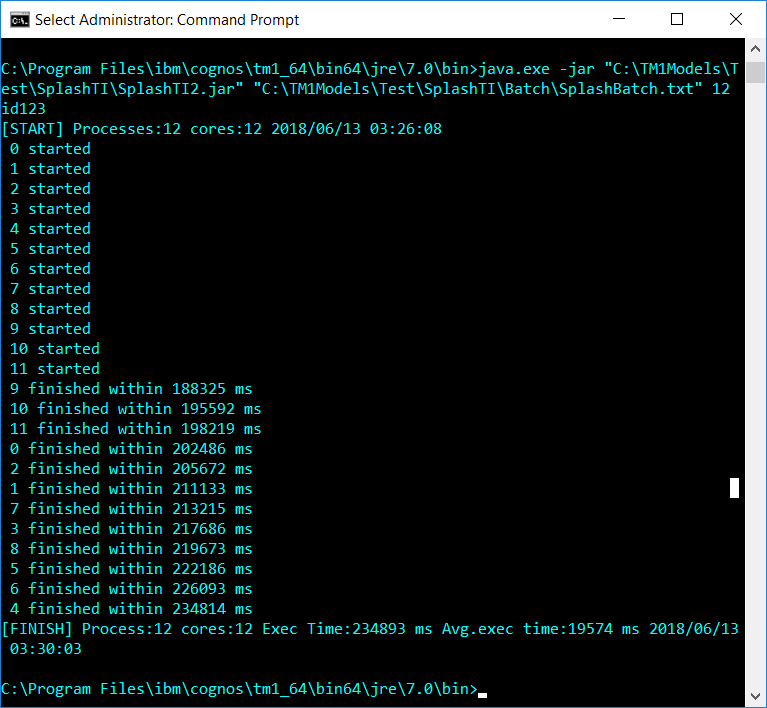 Select Administrator: Command Prompt
C:\Program Files\ibm\cognos\tm1_64\bin64\jre\7.0\bin>java.exe -jar "C:\TM1Models\T
est\SplashTI\SplashTI2.jar" "C:\TM1Models\Test\SplashTI\Batch\SplashBatch.txt" 12
id123
[START] Processes:12 cores:12 2018/06/13 03:26:08
0 started
1 started
2 started
3 started
4 started
5 started
6 started
7 started
8 started
9 started
10 started
11 started
9 finished within 188325 ms
10 finished within 195592 ms
11 finished within 198219 ms
0 finished within 202486 ms
2 finished within 205672 ms
1 finished within 211133 ms
7 finished within 213215 ms
3 finished within 217686 ms
8 finished within 219673 ms
5 finished within 222186 ms
6 finished within 226093 ms
4 finished within 234814 ms
[FINISH] Process:12 cores:12 Exec Time:234893 ms Avg.exec time:19574 ms 2018/06/13
03:30:03
C:\Program Files\ibm\cognos\tm1_64\bin64\jre\7.0\bin>